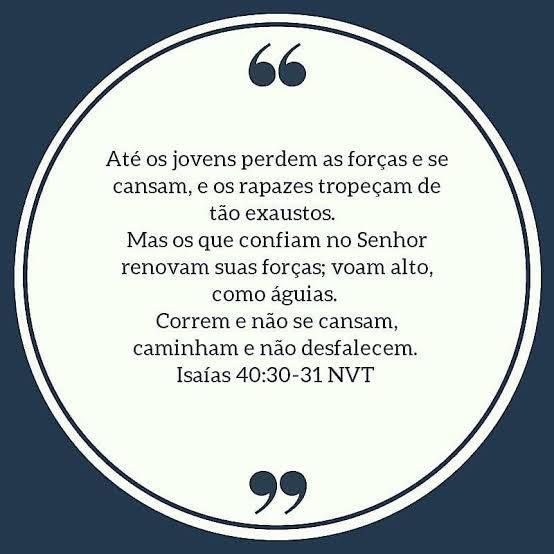 ❝
Até os jovens perdem as forças e se
cansam, e os rapazes tropeçam de
tão exaustos.
Mas os que confiam no Senhor
renovam suas forças; voam alto,
como águias.
Correm e não se cansam,
caminham e não desfalecem.
Isaías 40:30-31 NVT
❞